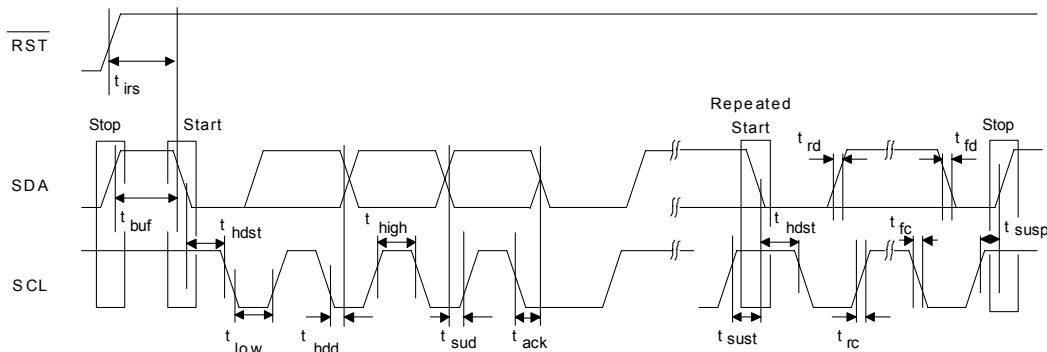 RST
t irs
Repeated
Stop
Start
Start
Stop
t rd
t fd
SDA
t buf
t hdst
t high
t hdst
t fc
t susp
SCL
t low
t hdd
t sud
t ack
t sust
t rc